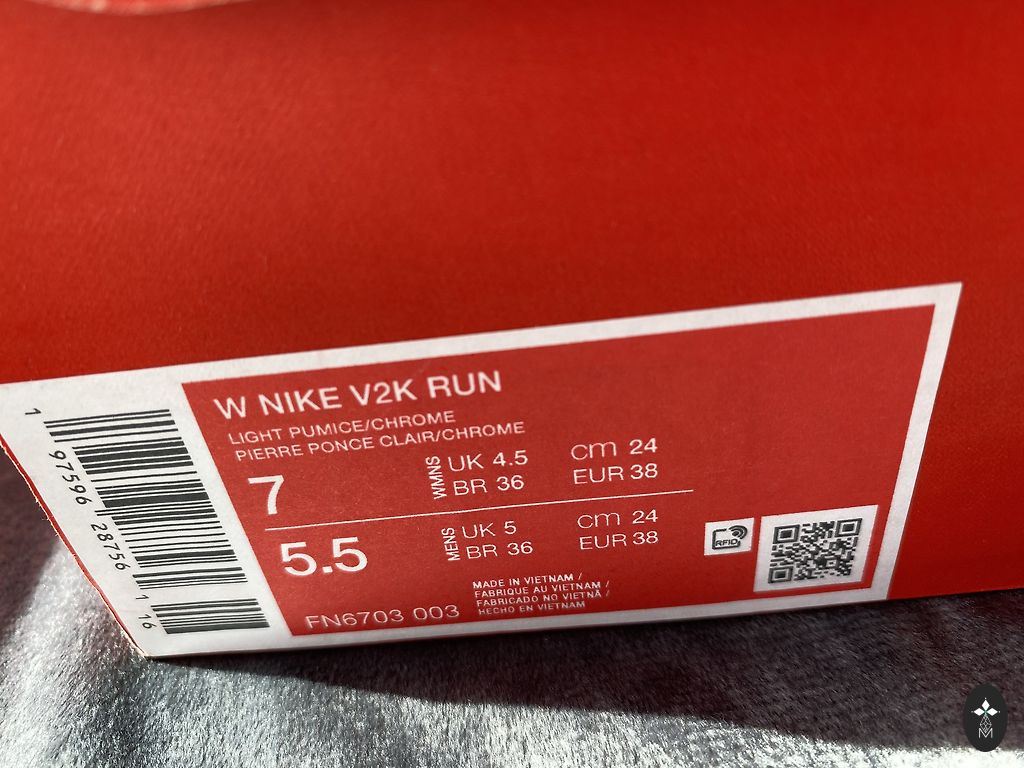 W NIKE V2K RUN
LIGHT PUMICE/CHROME
PIERRE PONCE CLAIR/CHROME
7
WMNS
UK 4.5
BR 36
cm 24
EUR 38
5.5
MENS
UK 5
BR 36
cm 24
EUR 38
FN6703 003
MADE IN VIETNAM /
FABRIQUE AU VIETNAM /
FABRICADO NO VIETNÃ /
HECHO EN VIETNAM
RFID
1 97596 28756 1 16
M